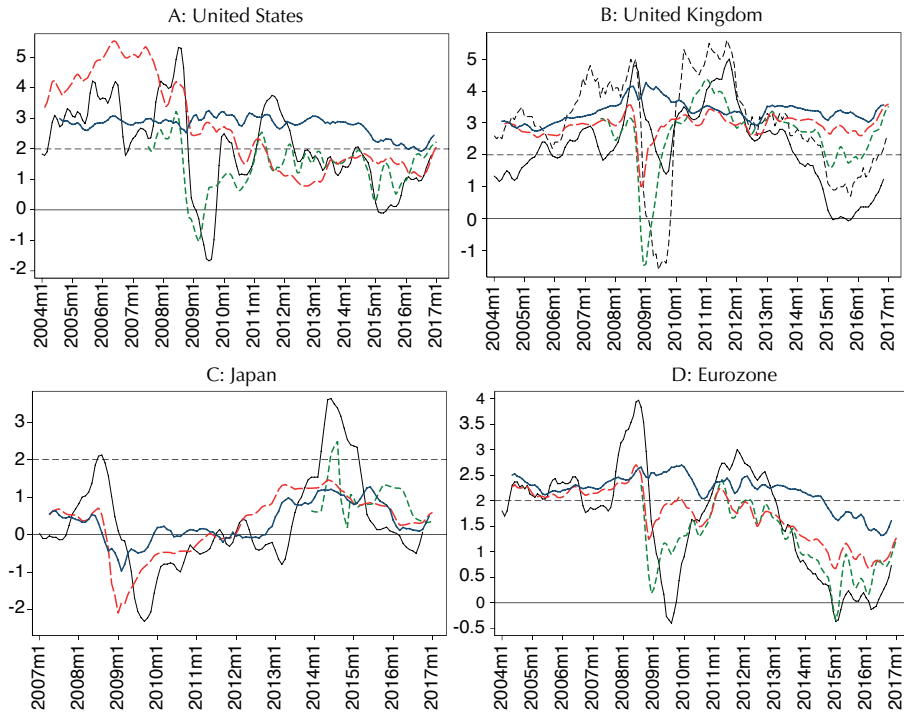 A: United States
5
4
3
2
1
0
-1
-2
2004m1
2005m1
2006m1
2007m1
2008m1
2009m1
2010m1
2011m1
2012m1
2013m1
2014m1
2015m1
2016m1
2017m1
B: United Kingdom
5
4
3
2
1
0
-1
2004m1
2005m1
2006m1
2007m1
2008m1
2009m1
2010m1
2011m1
2012m1
2013m1
2014m1
2015m1
2016m1
2017m1
C: Japan
3
2
1
0
-1
-2
2007m1
2008m1
2009m1
2010m1
2011m1
2012m1
2013m1
2014m1
2015m1
2016m1
2017m1
D: Eurozone
4
3.5
3
2.5
2
1.5
1
0.5
0
-0.5
2004m1
2005m1
2006m1
2007m1
2008m1
2009m1
2010m1
2011m1
2012m1
2013m1
2014m1
2015m1
2016m1
2017m1